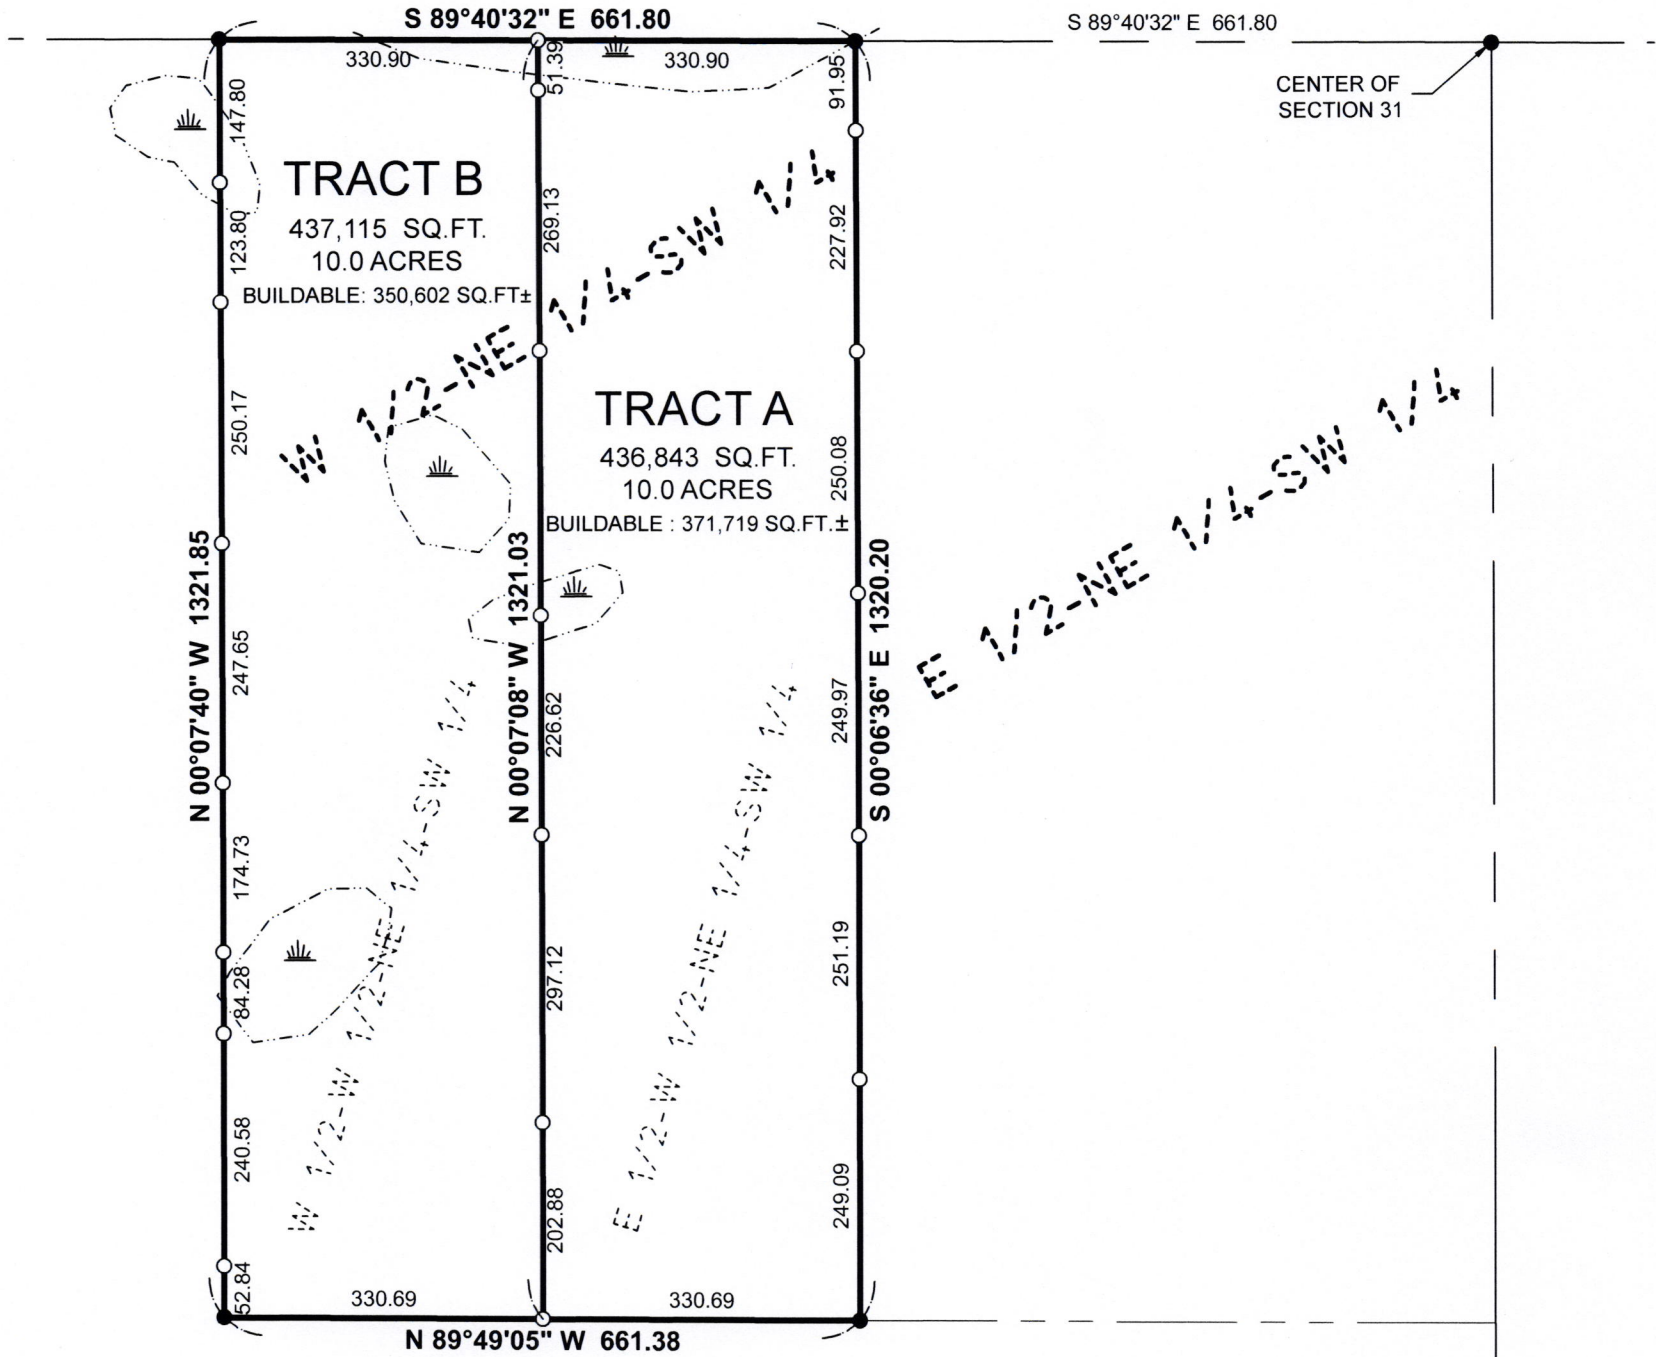 S 89°40'32" E 661.80
S 89°40'32" E 661.80
330.90
330.90
CENTER OF
SECTION 31
51.39
91.95
147.80
TRACT B
437,115 SQ.FT.
10.0 ACRES
BUILDABLE: 350,602 SQ.FT±
123.80
269.13
227.92
W 1/2-NE 1/4-SW 1/4
TRACT A
436,843 SQ.FT.
10.0 ACRES
BUILDABLE : 371,719 SQ.FT.±
250.17
250.08
E 1/2-NE 1/4-SW 1/4
N 00°07'40" W 1321.85
N 00°07'08" W 1321.03
S 00°06'36" E 1320.20
247.65
226.62
249.97
174.73
84.28
297.12
251.19
W 1/2-W 1/2-NE 1/4-SW 1/4
E 1/2-W 1/2-NE 1/4-SW 1/4
240.58
202.88
249.09
52.84
330.69
330.69
N 89°49'05" W 661.38